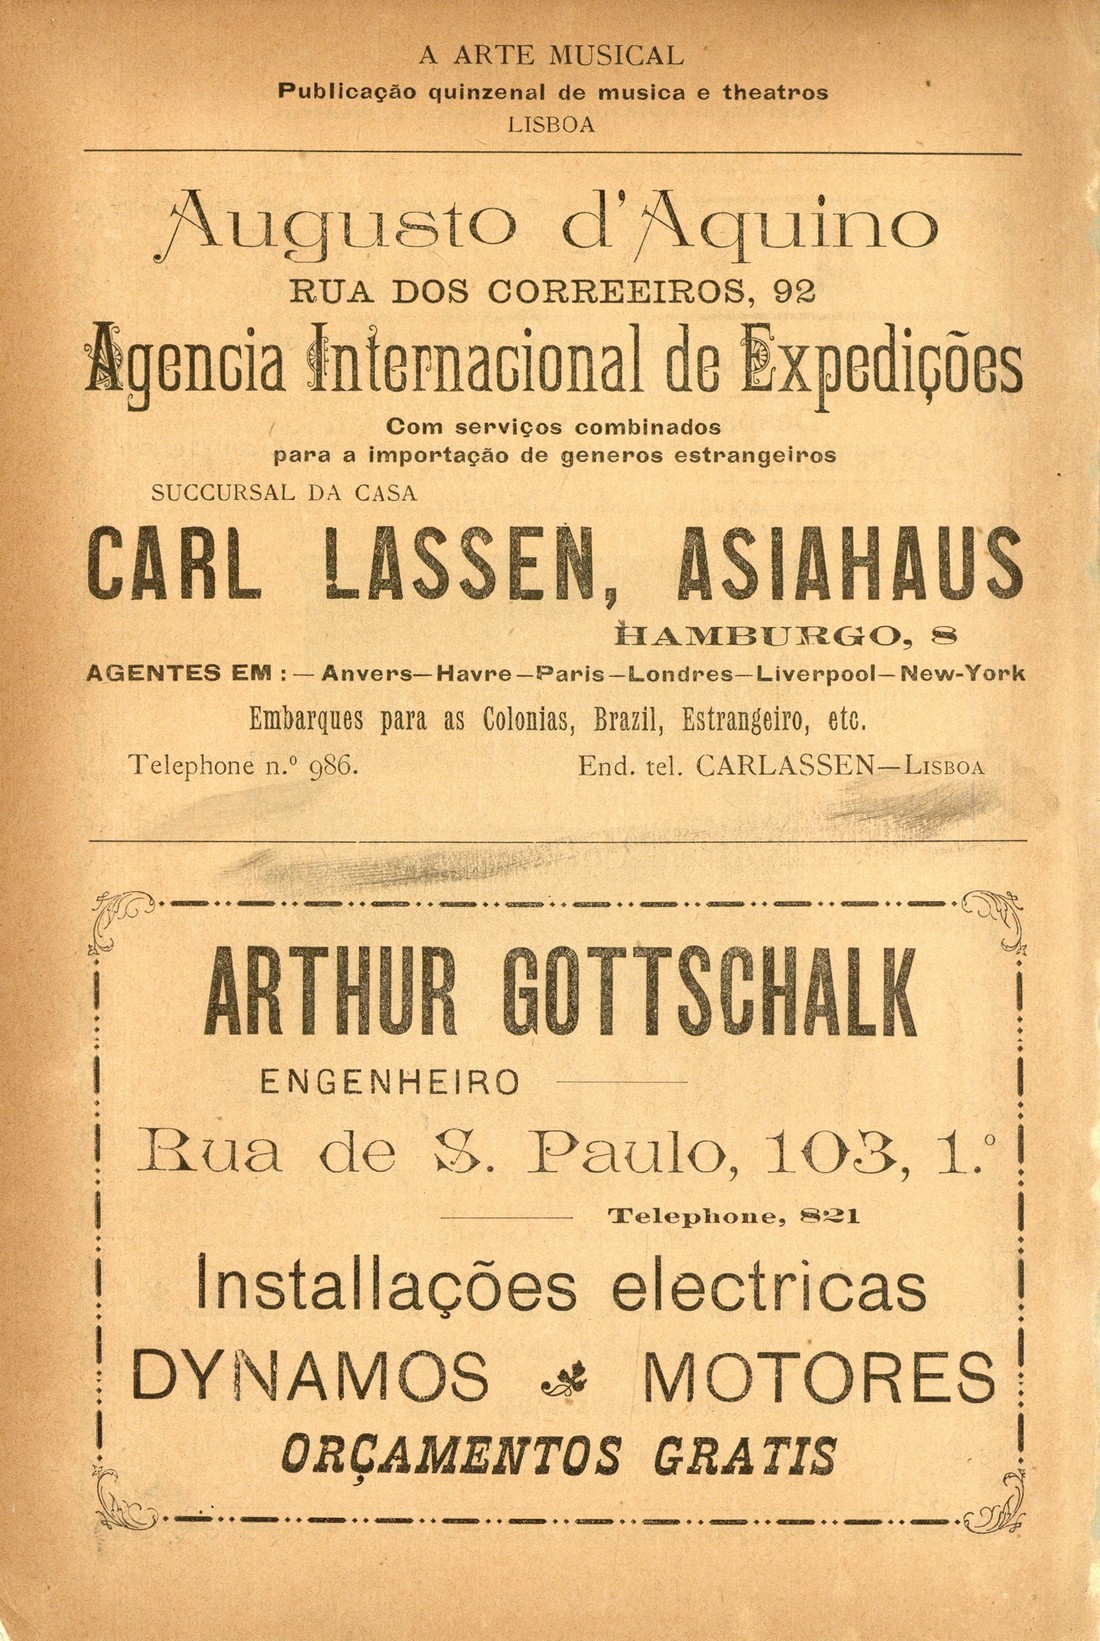 A ARTE MUSICAL
Publicação quinzenal de musica e theatros
LISBOA
Augusto d'Aquino
RUA DOS CORREEIROS, 92
Agencia Internacional de Expedições
Com serviços combinados
para a importação de generos estrangeiros
SUCCURSAL DA CASA
CARL LASSEN, ASIAHAUS
HAMBURGO, 8
AGENTES EM : — Anvers—Havre—Paris—Londres—Liverpool—New-York
Embarques para as Colonias, Brazil, Estrangeiro, etc.
Telephone n.º 986. End. tel. CARLASSEN—LISBOA
ARTHUR GOTTSCHALK
ENGENHEIRO
Rua de S. Paulo, 103, 1.º
Telephone, 821
Installações electricas
DYNAMOS MOTORES
ORÇAMENTOS GRATIS